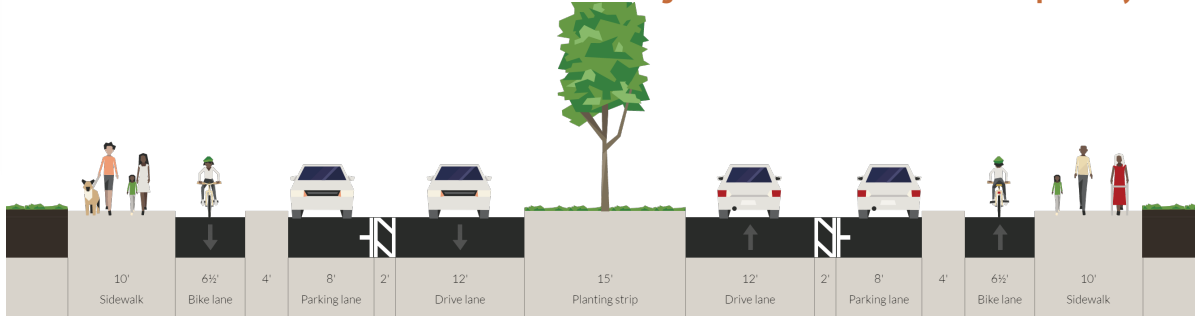 10' 6½' 4' 8' 2' 12' 15' 12' 2' 8' 4' 6½' 10'
Sidewalk Bike lane Parking lane Drive lane Planting strip Drive lane Parking lane Bike lane Sidewalk